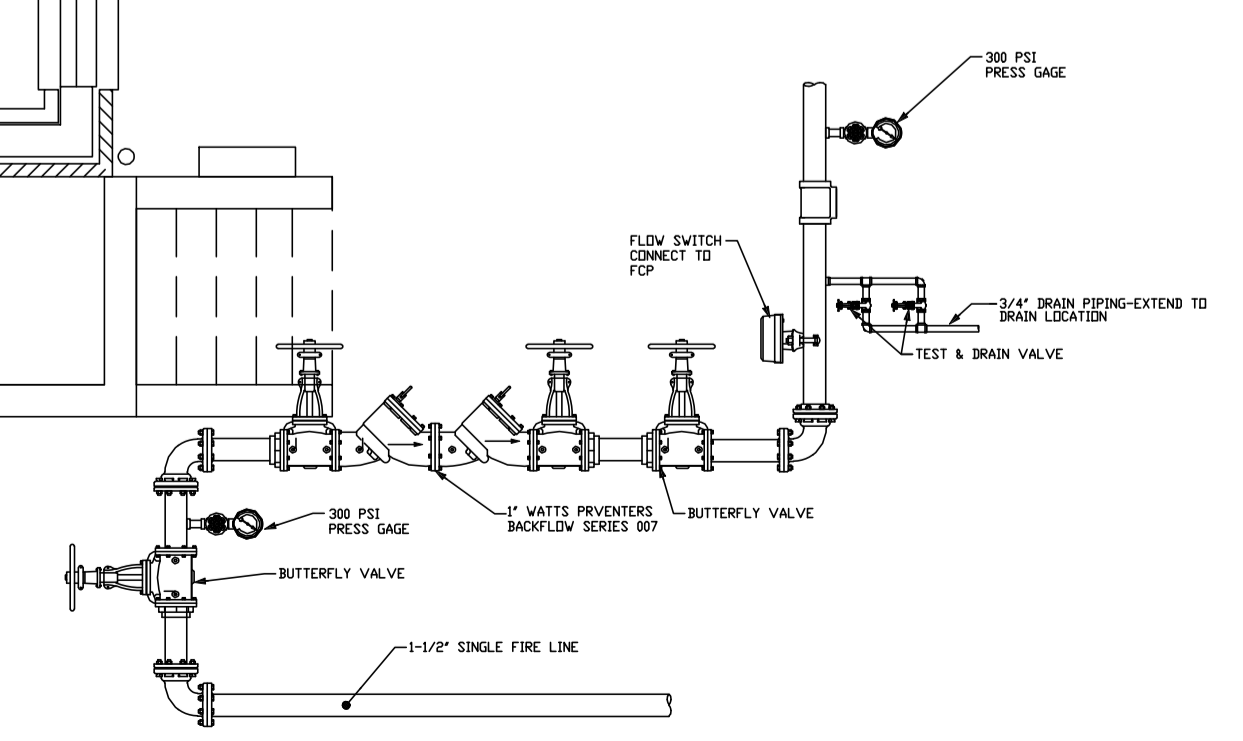 300 PSI
PRESS GAGE
FLOW SWITCH
CONNECT TO
FCP
3/4" DRAIN PIPING-EXTEND TO
DRAIN LOCATION
TEST & DRAIN VALVE
1" WATTS PRVENTERS
BACKFLOW SERIES 007
BUTTERFLY VALVE
300 PSI
PRESS GAGE
BUTTERFLY VALVE
1-1/2" SINGLE FIRE LINE